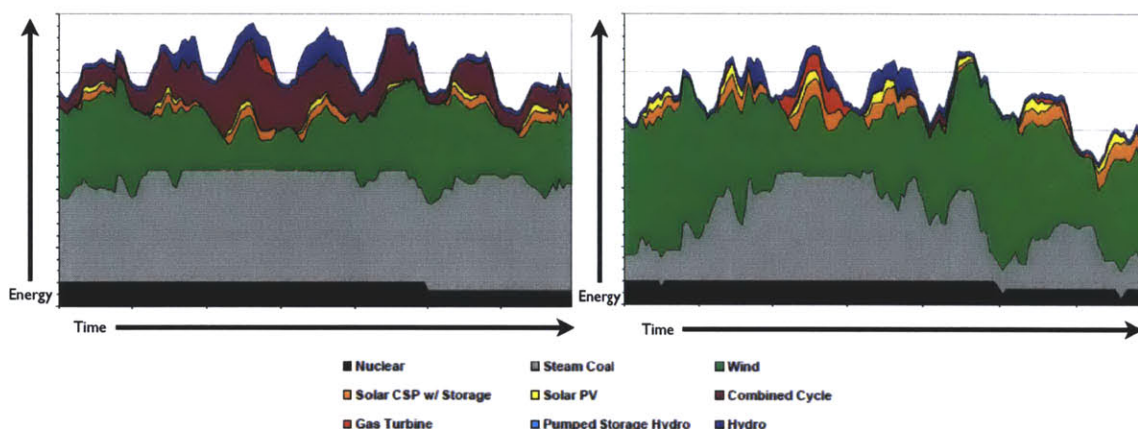 Energy
Energy
Time
Time
Nuclear
Steam Coal
Wind
Solar CSP w/ Storage
Solar PV
Combined Cycle
Gas Turbine
Pumped Storage Hydro
Hydro